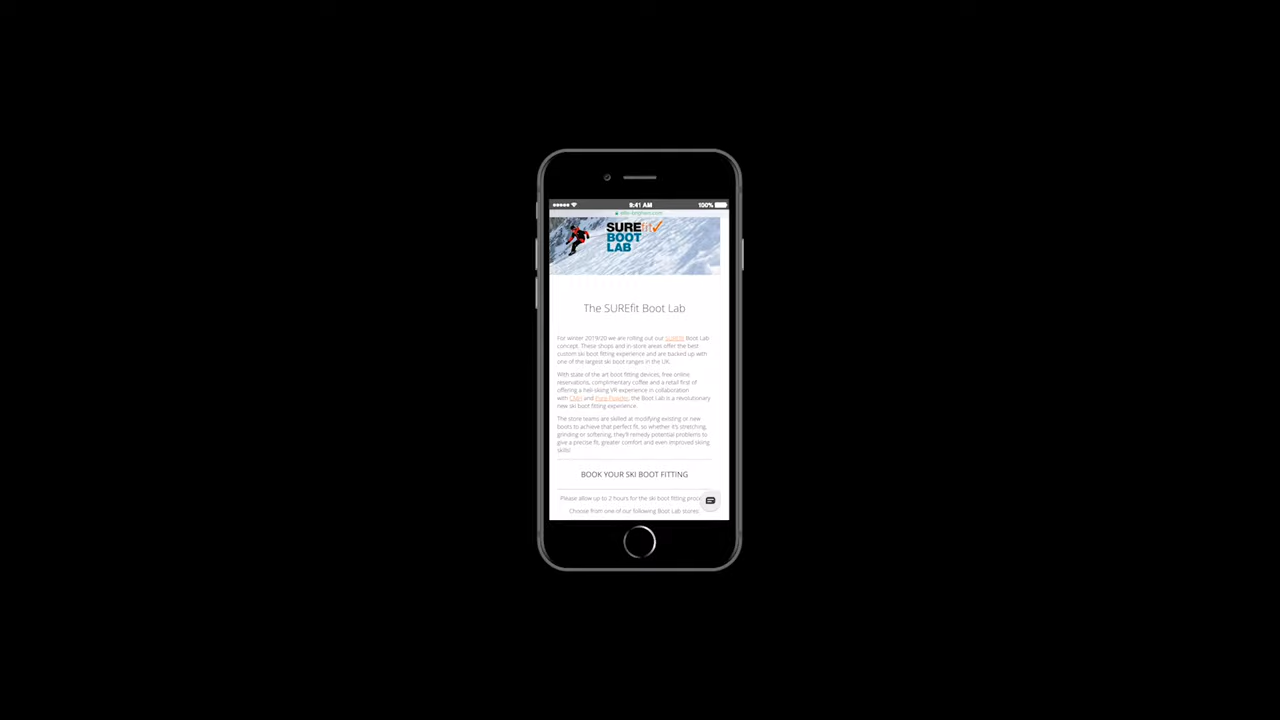 9:41 AM 100%
ellis-brigham.com
SUREfit
BOOT
LAB
The SUREfit Boot Lab
For winter 2019/20 we are rolling out our SUREfit Boot Lab
concept. These shops and in-store areas offer the best
custom ski boot fitting experience and are backed up with
one of the largest ski boot ranges in the UK.
With state of the art boot fitting devices, free online
reservations, complimentary coffee and a retail first of
offering a heli-skiing VR experience in collaboration
with CMH and Pure Powder, the Boot Lab is a revolutionary
new ski boot fitting experience.
The store teams are skilled at modifying existing or new
boots to achieve that perfect fit, so whether it's stretching,
grinding or softening, they'll remedy potential problems to
give a precise fit, greater comfort and even improved skiing
skills!
BOOK YOUR SKI BOOT FITTING
Please allow up to 2 hours for the ski boot fitting
Choose from one of our following Boot Lab stores: